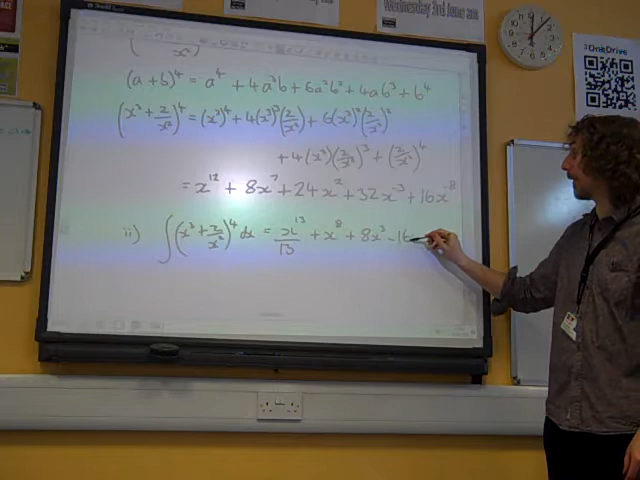 Wednesday 3rd June
OneDrive
(a+b)⁴ = a⁴ + 4a³b + 6a²b² + 4ab³ + b⁴
(x³ + 2/x²)⁴ = (x³)⁴ + 4(x³)³(2/x²) + 6(x³)²(2/x²)²
+ 4(x³)(2/x²)³ + (2/x²)⁴
= x¹² + 8x⁷ + 24x² + 32x⁻³ + 16x⁻⁸
ii) ∫(x³ + 2/x²)⁴ dx = x¹³/13 + x⁸ + 8x³ - 16